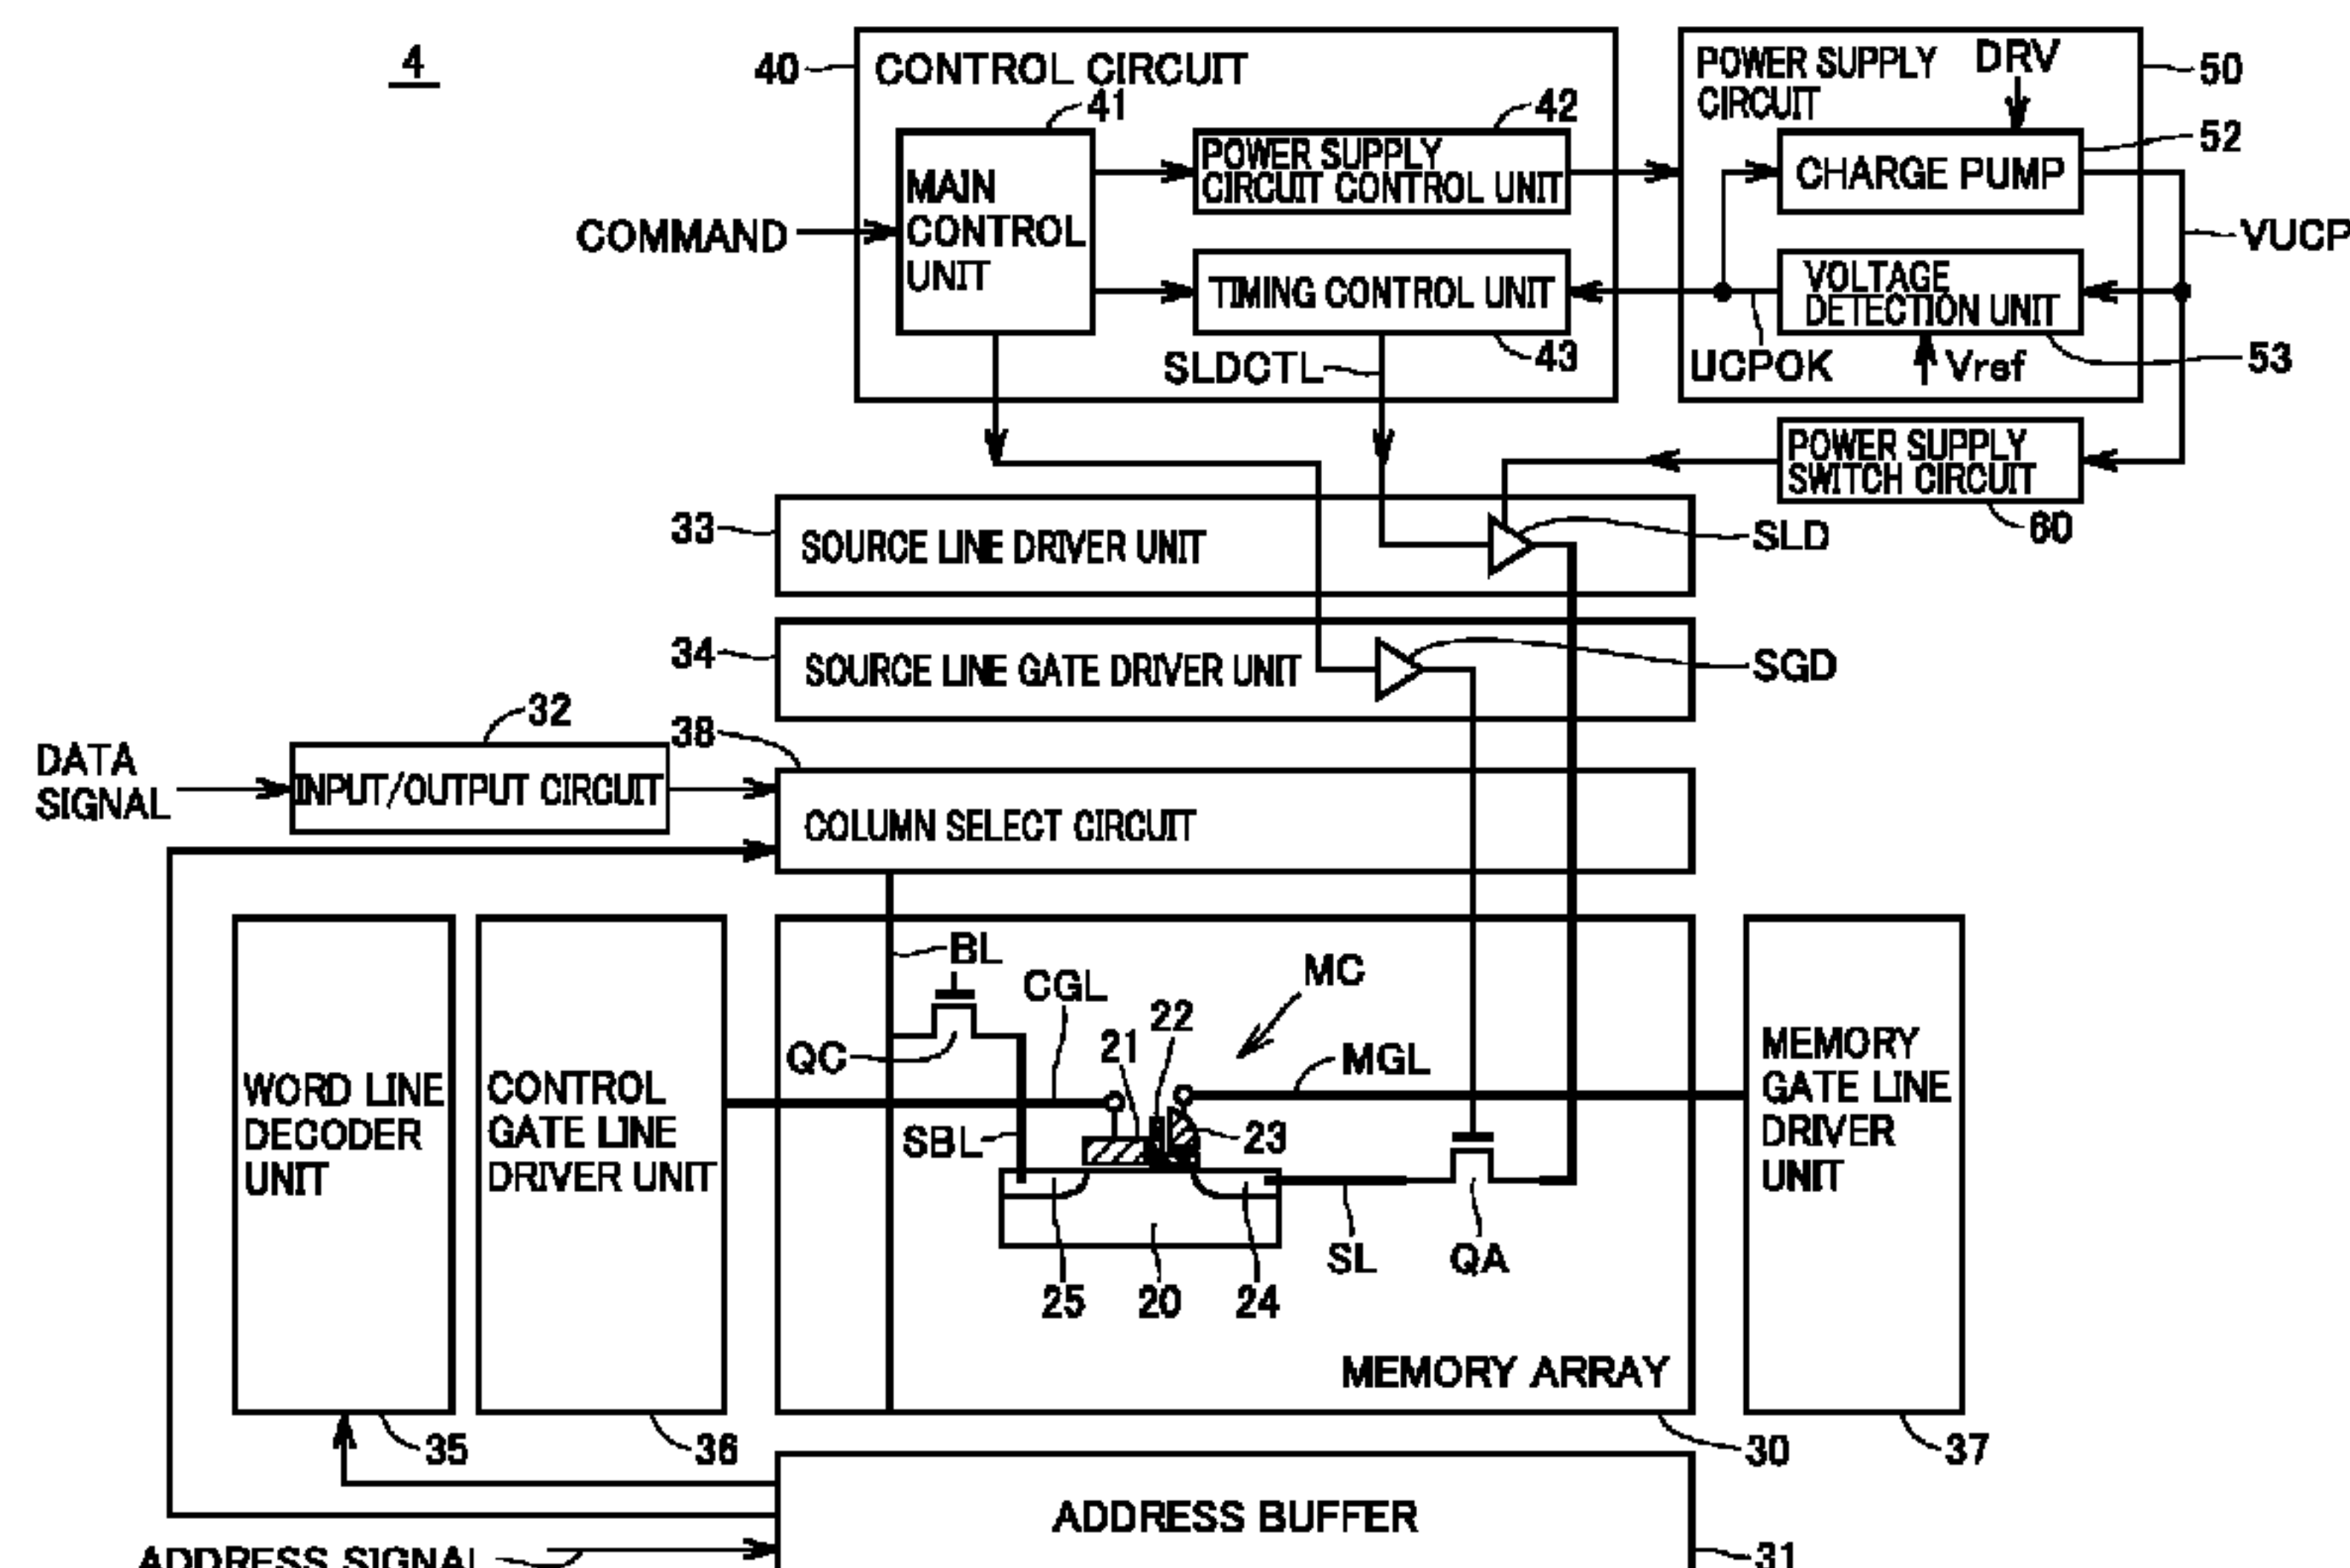 4
40
CONTROL CIRCUIT
41
42
POWER SUPPLY
CIRCUIT
DRV
50
52
MAIN
CONTROL
UNIT
POWER SUPPLY
CIRCUIT CONTROL UNIT
CHARGE PUMP
COMMAND
VUCP
TIMING CONTROL UNIT
VOLTAGE
DETECTION UNIT
SLDCTL
43
UCPOK
Vref
53
POWER SUPPLY
SWITCH CIRCUIT
60
33
SOURCE LINE DRIVER UNIT
SLD
34
SOURCE LINE GATE DRIVER UNIT
SGD
32
38
DATA
SIGNAL
INPUT/OUTPUT CIRCUIT
COLUMN SELECT CIRCUIT
BL
CGL
MC
22
21
QC
MGL
WORD LINE
DECODER
UNIT
CONTROL
GATE LINE
DRIVER UNIT
MEMORY
GATE LINE
DRIVER
UNIT
SBL
23
SL
QA
25
20
24
MEMORY ARRAY
35
36
30
37
ADDRESS BUFFER
ADDRESS SIGNAL
31